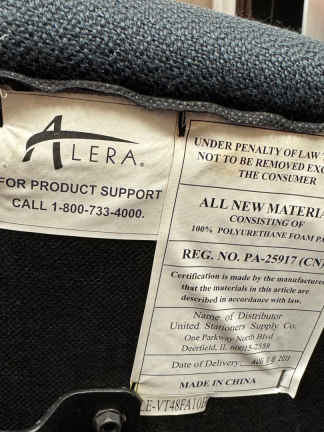 ALERA®
FOR PRODUCT SUPPORT
CALL 1-800-733-4000.
UNDER PENALTY OF LAW
NOT TO BE REMOVED EXC
THE CONSUMER
ALL NEW MATERIA
CONSISTING OF
100% POLYURETHANE FOAM PA
REG. NO. PA-25917 (CN
Certification is made by the manufac
that the materials in this article are
described in accordance with law.
Name of Distributor
United Stationers Supply Co.
One Parkway North Blvd
Deerfield, IL
Date of Delivery
MADE IN CHINA
LE-VT48FA10B